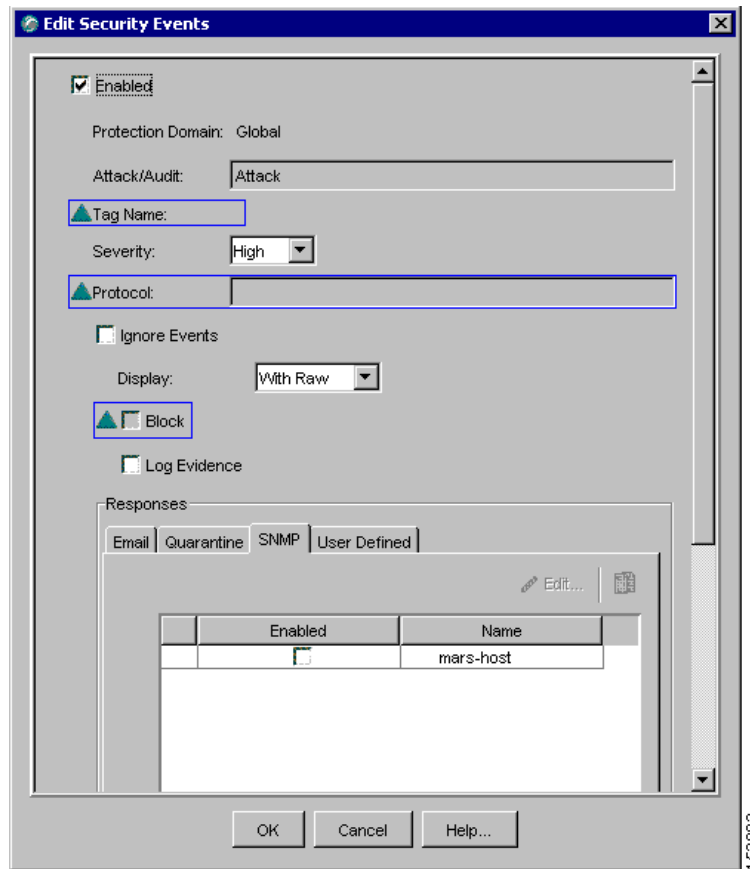 Edit Security Events
Enabled
Protection Domain: Global
Attack/Audit: Attack
Tag Name:
Severity: High
Protocol:
Ignore Events
Display: With Raw
Block
Log Evidence
Responses
Email Quarantine SNMP User Defined
Edit...
Enabled Name
mars-host
OK Cancel Help...